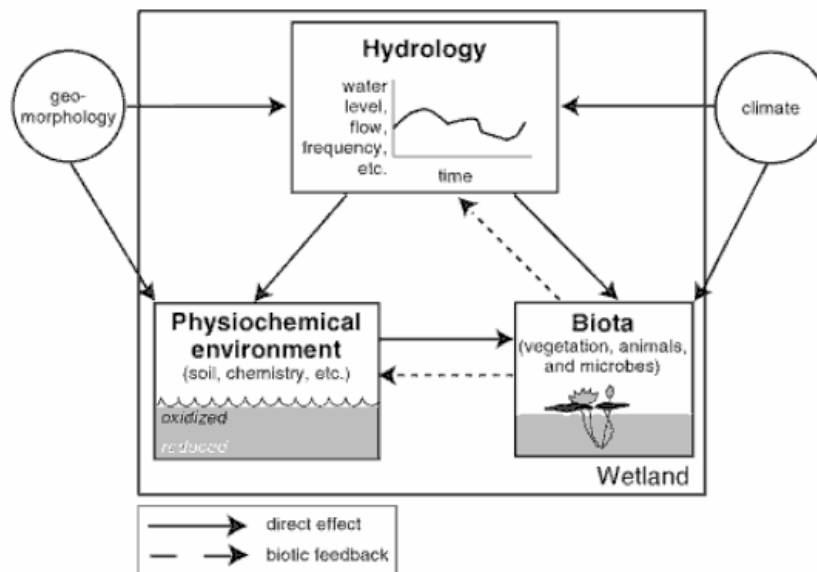 Hydrology
water
level,
flow,
frequency,
etc.
time
geo-
morphology
climate
Physiochemical
environment
(soil, chemistry, etc.)
oxidized
reduced
Biota
(vegetation, animals,
and microbes)
Wetland
direct effect
biotic feedback